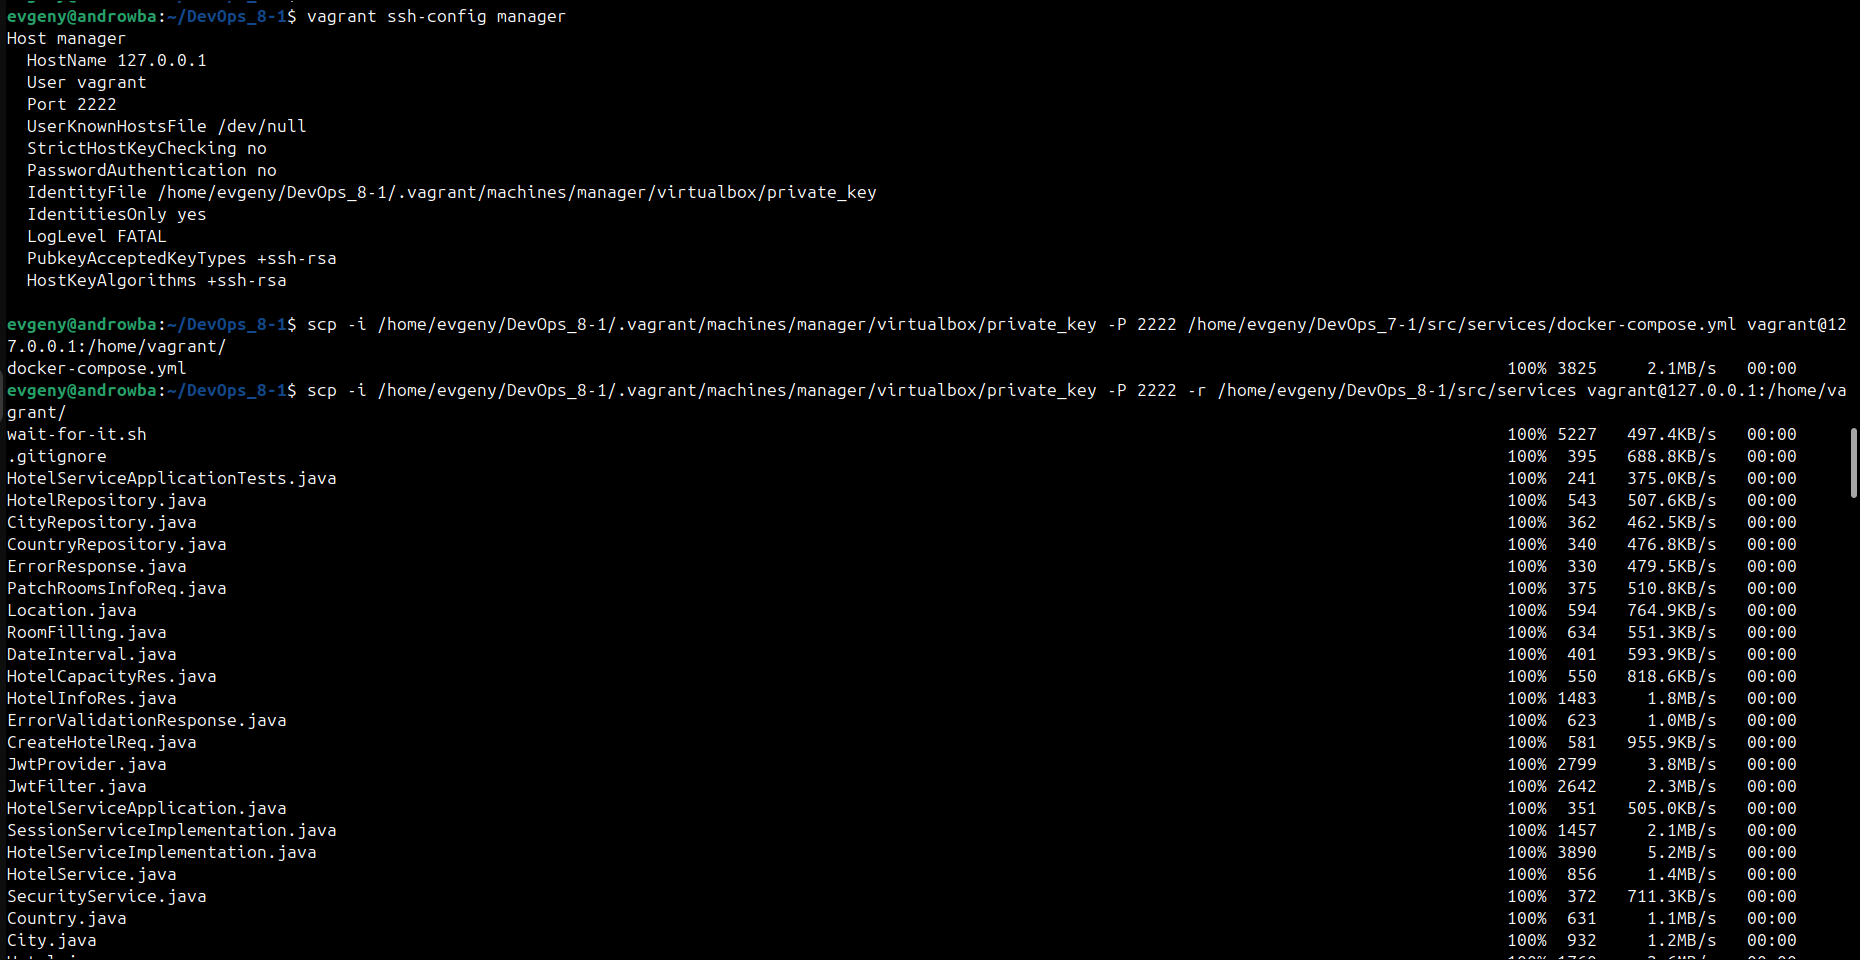 evgeny@androwba:~/DevOps_8-1$ vagrant ssh-config manager
Host manager
  HostName 127.0.0.1
  User vagrant
  Port 2222
  UserKnownHostsFile /dev/null
  StrictHostKeyChecking no
  PasswordAuthentication no
  IdentityFile /home/evgeny/DevOps_8-1/.vagrant/machines/manager/virtualbox/private_key
  IdentitiesOnly yes
  LogLevel FATAL
  PubkeyAcceptedKeyTypes +ssh-rsa
  HostKeyAlgorithms +ssh-rsa
evgeny@androwba:~/DevOps_8-1$ scp -i /home/evgeny/DevOps_8-1/.vagrant/machines/manager/virtualbox/private_key -P 2222 /home/evgeny/DevOps_7-1/src/services/docker-compose.yml vagrant@12
7.0.0.1:/home/vagrant/
docker-compose.yml 100% 3825 2.1MB/s 00:00
evgeny@androwba:~/DevOps_8-1$ scp -i /home/evgeny/DevOps_8-1/.vagrant/machines/manager/virtualbox/private_key -P 2222 -r /home/evgeny/DevOps_8-1/src/services vagrant@127.0.0.1:/home/va
grant/
wait-for-it.sh 100% 5227 497.4KB/s 00:00
.gitignore 100% 395 688.8KB/s 00:00
HotelServiceApplicationTests.java 100% 241 375.0KB/s 00:00
HotelRepository.java 100% 543 507.6KB/s 00:00
CityRepository.java 100% 362 462.5KB/s 00:00
CountryRepository.java 100% 340 476.8KB/s 00:00
ErrorResponse.java 100% 330 479.5KB/s 00:00
PatchRoomsInfoReq.java 100% 375 510.8KB/s 00:00
Location.java 100% 594 764.9KB/s 00:00
RoomFilling.java 100% 634 551.3KB/s 00:00
DateInterval.java 100% 401 593.9KB/s 00:00
HotelCapacityRes.java 100% 550 818.6KB/s 00:00
HotelInfoRes.java 100% 1483 1.8MB/s 00:00
ErrorValidationResponse.java 100% 623 1.0MB/s 00:00
CreateHotelReq.java 100% 581 955.9KB/s 00:00
JwtProvider.java 100% 2799 3.8MB/s 00:00
JwtFilter.java 100% 2642 2.3MB/s 00:00
HotelServiceApplication.java 100% 351 505.0KB/s 00:00
SessionServiceImplementation.java 100% 1457 2.1MB/s 00:00
HotelServiceImplementation.java 100% 3890 5.2MB/s 00:00
HotelService.java 100% 856 1.4MB/s 00:00
SecurityService.java 100% 372 711.3KB/s 00:00
Country.java 100% 631 1.1MB/s 00:00
City.java 100% 932 1.2MB/s 00:00